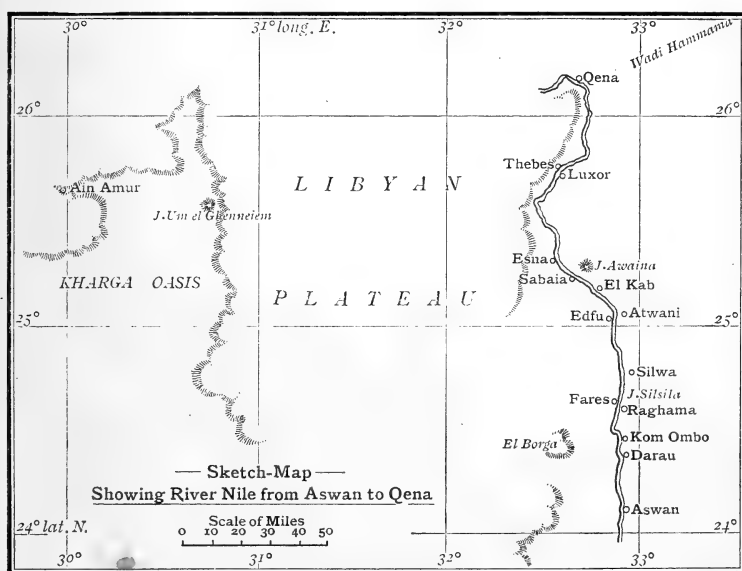 30° 31° long. E. 32° 33°
Wadi Hammama
Qena
26° 26°
Thebes
Luxor
Ain Amur
LIBYAN
J. Um el Ghenneiem
Esna
J. Awaina
KHARGA OASIS
Sabaia
El Kab
PLATEAU
Atwani
Edfu
25° 25°
Silwa
J. Silsila
Fares
Raghama
El Borga
Kom Ombo
Darau
— Sketch-Map —
Showing River Nile from Aswan to Qena
Aswan
Scale of Miles
0 10 20 30 40 50
24° lat. N. 24°
30° 31° 32° 33°